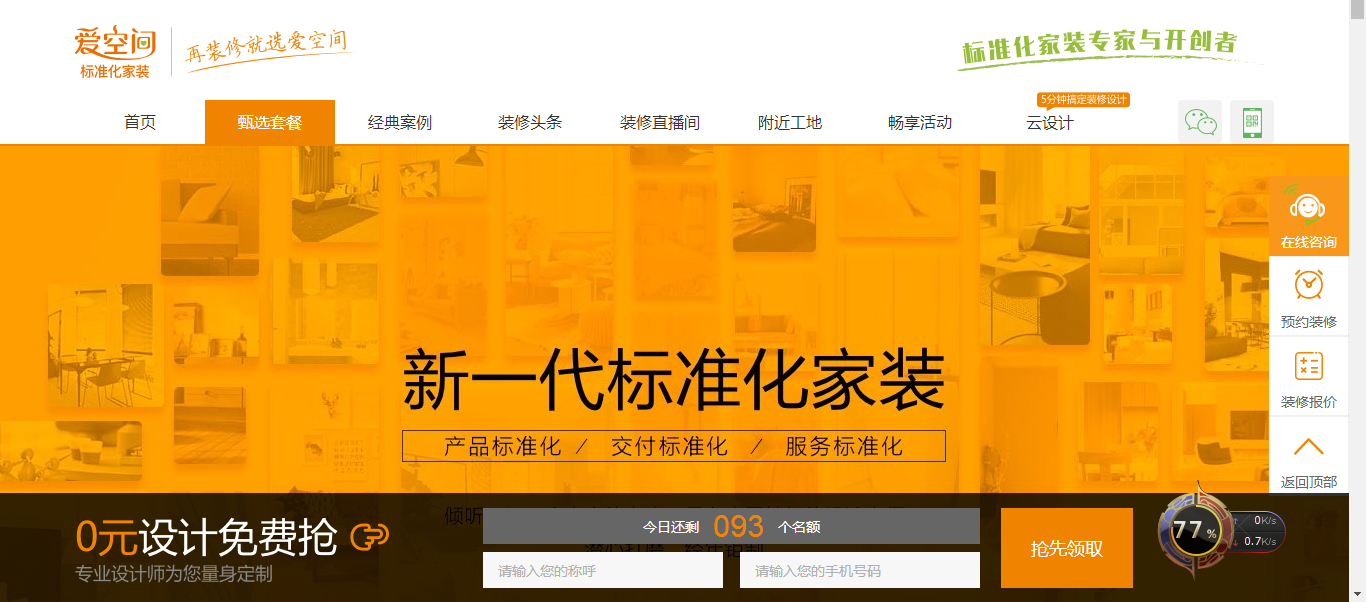 爱空间
标准化家装
再装修就选爱空间
标准化家装专家与开创者
5分钟搞定装修设计
首页
甄选套餐
经典案例
装修头条
装修直播间
附近工地
畅享活动
云设计
在线咨询
预约装修
装修报价
返回顶部
新一代标准化家装
产品标准化 / 交付标准化 / 服务标准化
倾听
0元设计免费抢
专业设计师为您量身定制
今日还剩 093 个名额
请输入您的称呼
请输入您的手机号码
抢先领取
77%
0K/s
0.7K/s